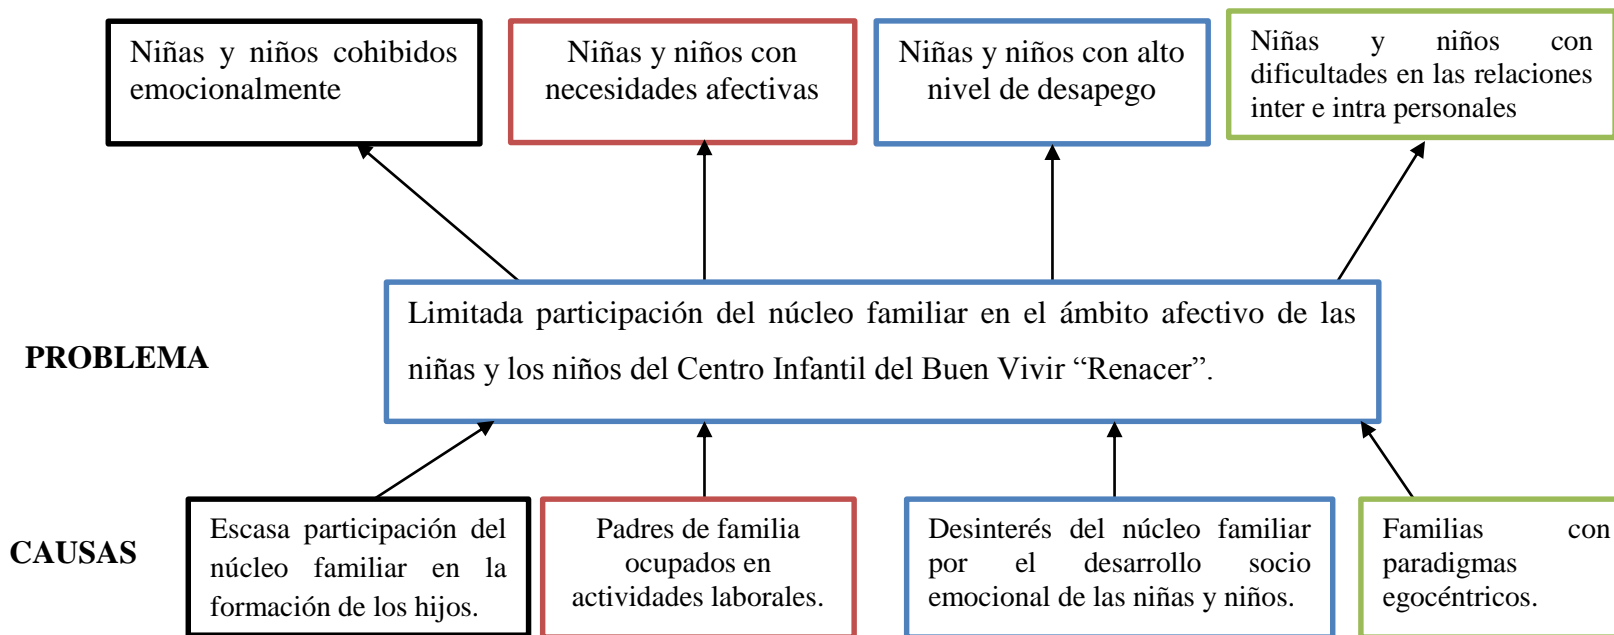 Niñas y niños cohibidos
emocionalmente
Niñas y niños con
necesidades afectivas
Niñas y niños con alto
nivel de desapego
Niñas y niños con
dificultades en las relaciones
inter e intra personales
PROBLEMA
Limitada participación del núcleo familiar en el ámbito afectivo de las
niñas y los niños del Centro Infantil del Buen Vivir “Renacer”.
CAUSAS
Escasa participación del
núcleo familiar en la
formación de los hijos.
Padres de familia
ocupados en
actividades laborales.
Desinterés del núcleo familiar
por el desarrollo socio
emocional de las niñas y niños.
Familias con
paradigmas
egocéntricos.